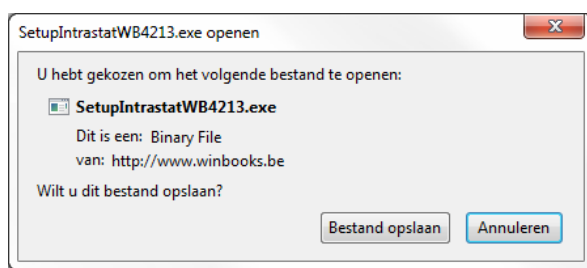 SetupIntrastatWB4213.exe openen
U hebt gekozen om het volgende bestand te openen:
SetupIntrastatWB4213.exe
Dit is een: Binary File
van: http://www.winbooks.be
Wilt u dit bestand opslaan?
Bestand opslaan Annuleren